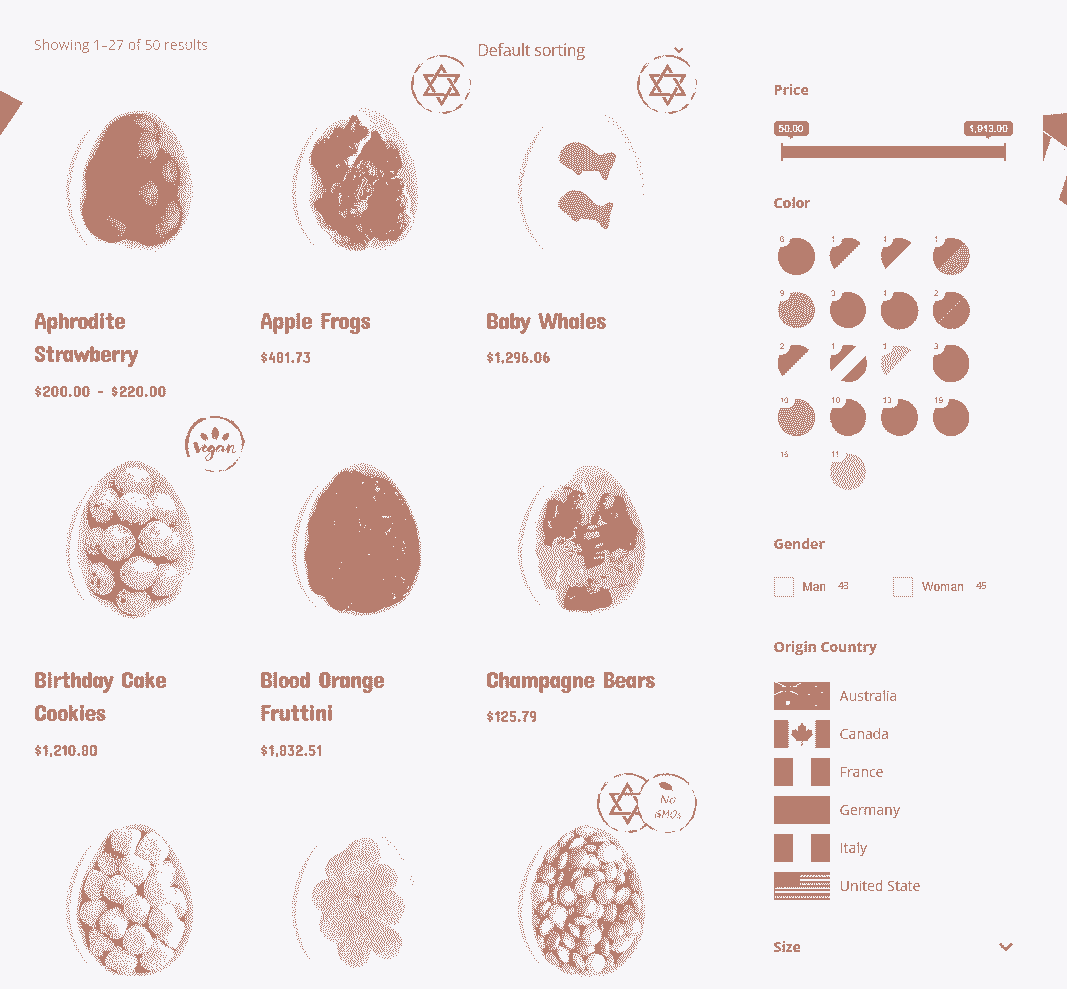 Showing 1–27 of 50 results
Default sorting
Aphrodite
Strawberry
$200.00 - $220.00
Apple Frogs
$481.73
Baby Whales
$1,296.06
vegan
Birthday Cake
Cookies
$1,210.80
Blood Orange
Fruttini
$1,832.51
Champagne Bears
$125.79
No
GMOs
Price
50.00 1,913.00
Color
6 1 1 1
9 3 1 2
2 1 1 3
10 10 13 19
16 11
Gender
Man 43 Woman 45
Origin Country
Australia
Canada
France
Germany
Italy
United State
Size